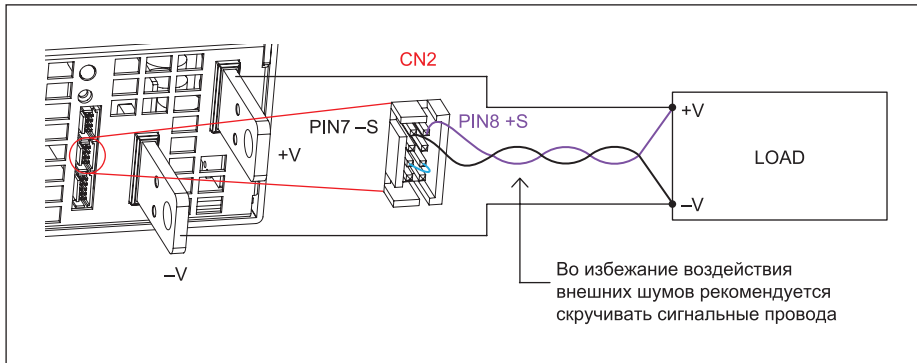 CN2
PIN7 –S
PIN8 +S
+V
+V
LOAD
–V
–V
Во избежание воздействия
внешних шумов рекомендуется
скручивать сигнальные провода